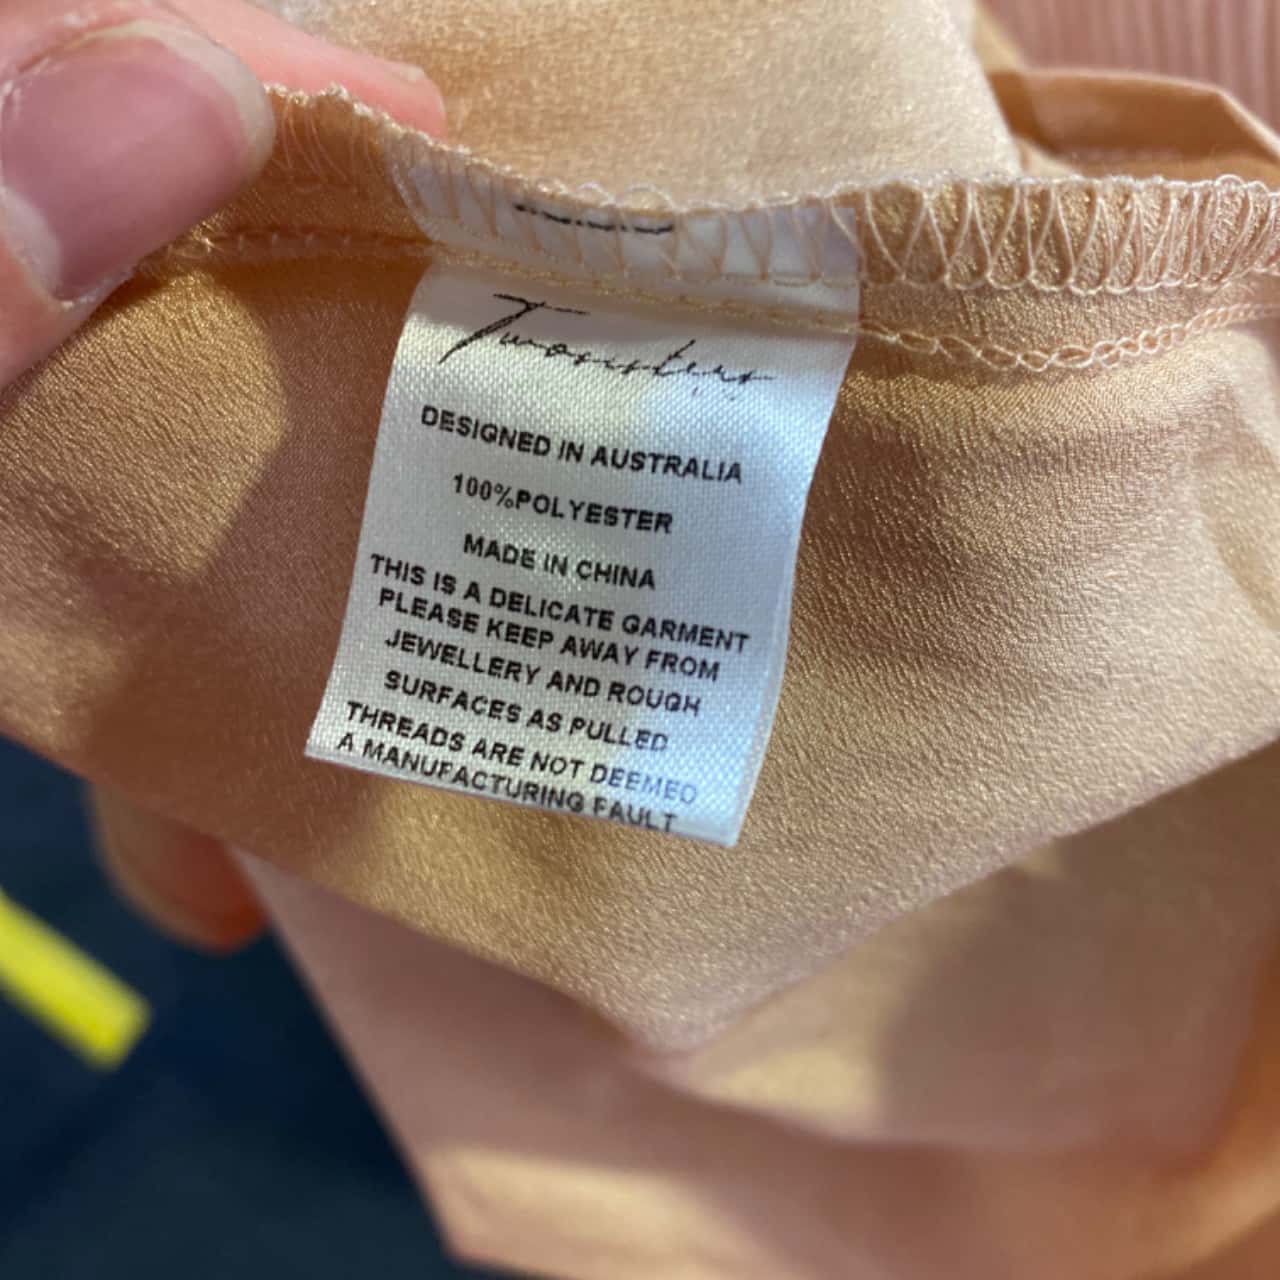 Twosisters
DESIGNED IN AUSTRALIA
100%POLYESTER
MADE IN CHINA
THIS IS A DELICATE GARMENT
PLEASE KEEP AWAY FROM
JEWELLERY AND ROUGH
SURFACES AS PULLED
THREADS ARE NOT DEEMED
A MANUFACTURING FAULT